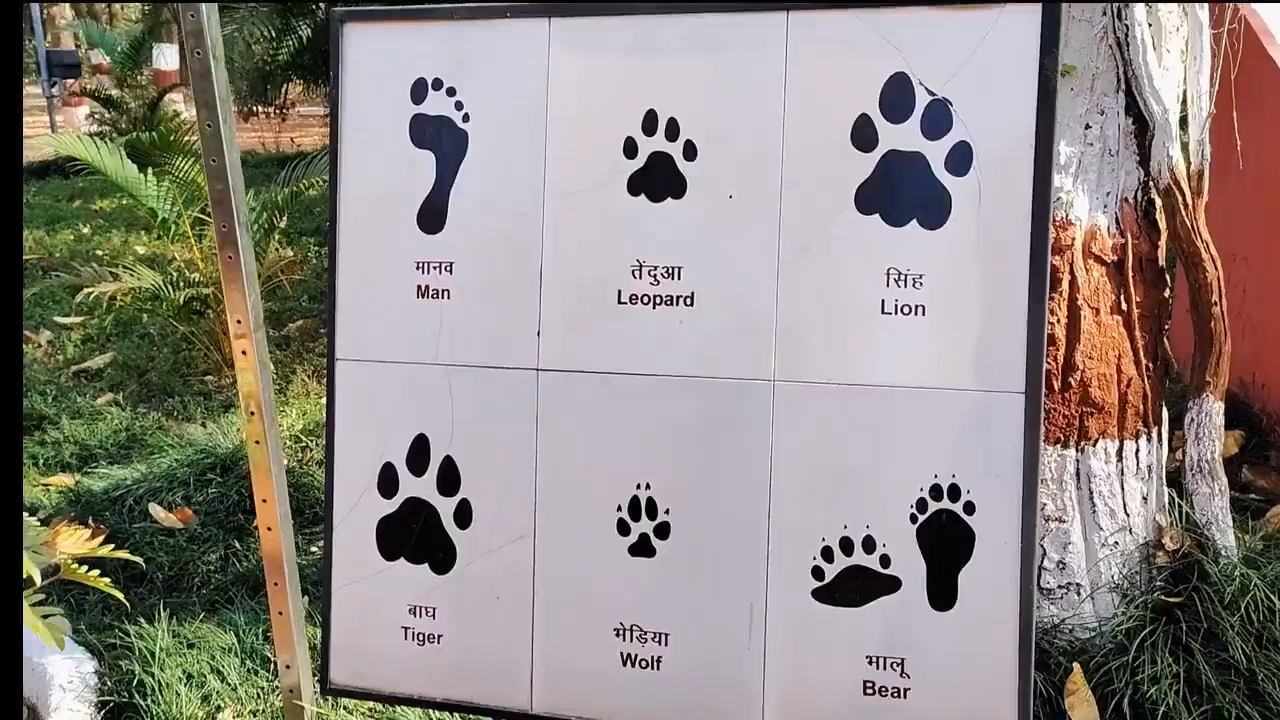 मानव
Man
तेंदुआ
Leopard
सिंह
Lion
बाघ
Tiger
भेड़िया
Wolf
भालू
Bear